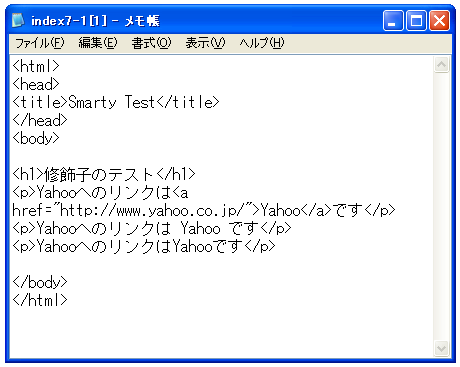 index7-1[1] - メモ帳
ファイル(F) 編集(E) 書式(O) 表示(V) ヘルプ(H)
<html>
<head>
<title>Smarty Test</title>
</head>
<body>
<h1>修飾子のテスト</h1>
<p>Yahooへのリンクは<a
href="http://www.yahoo.co.jp/">Yahoo</a>です</p>
<p>Yahooへのリンクは Yahoo です</p>
<p>YahooへのリンクはYahooです</p>
</body>
</html>